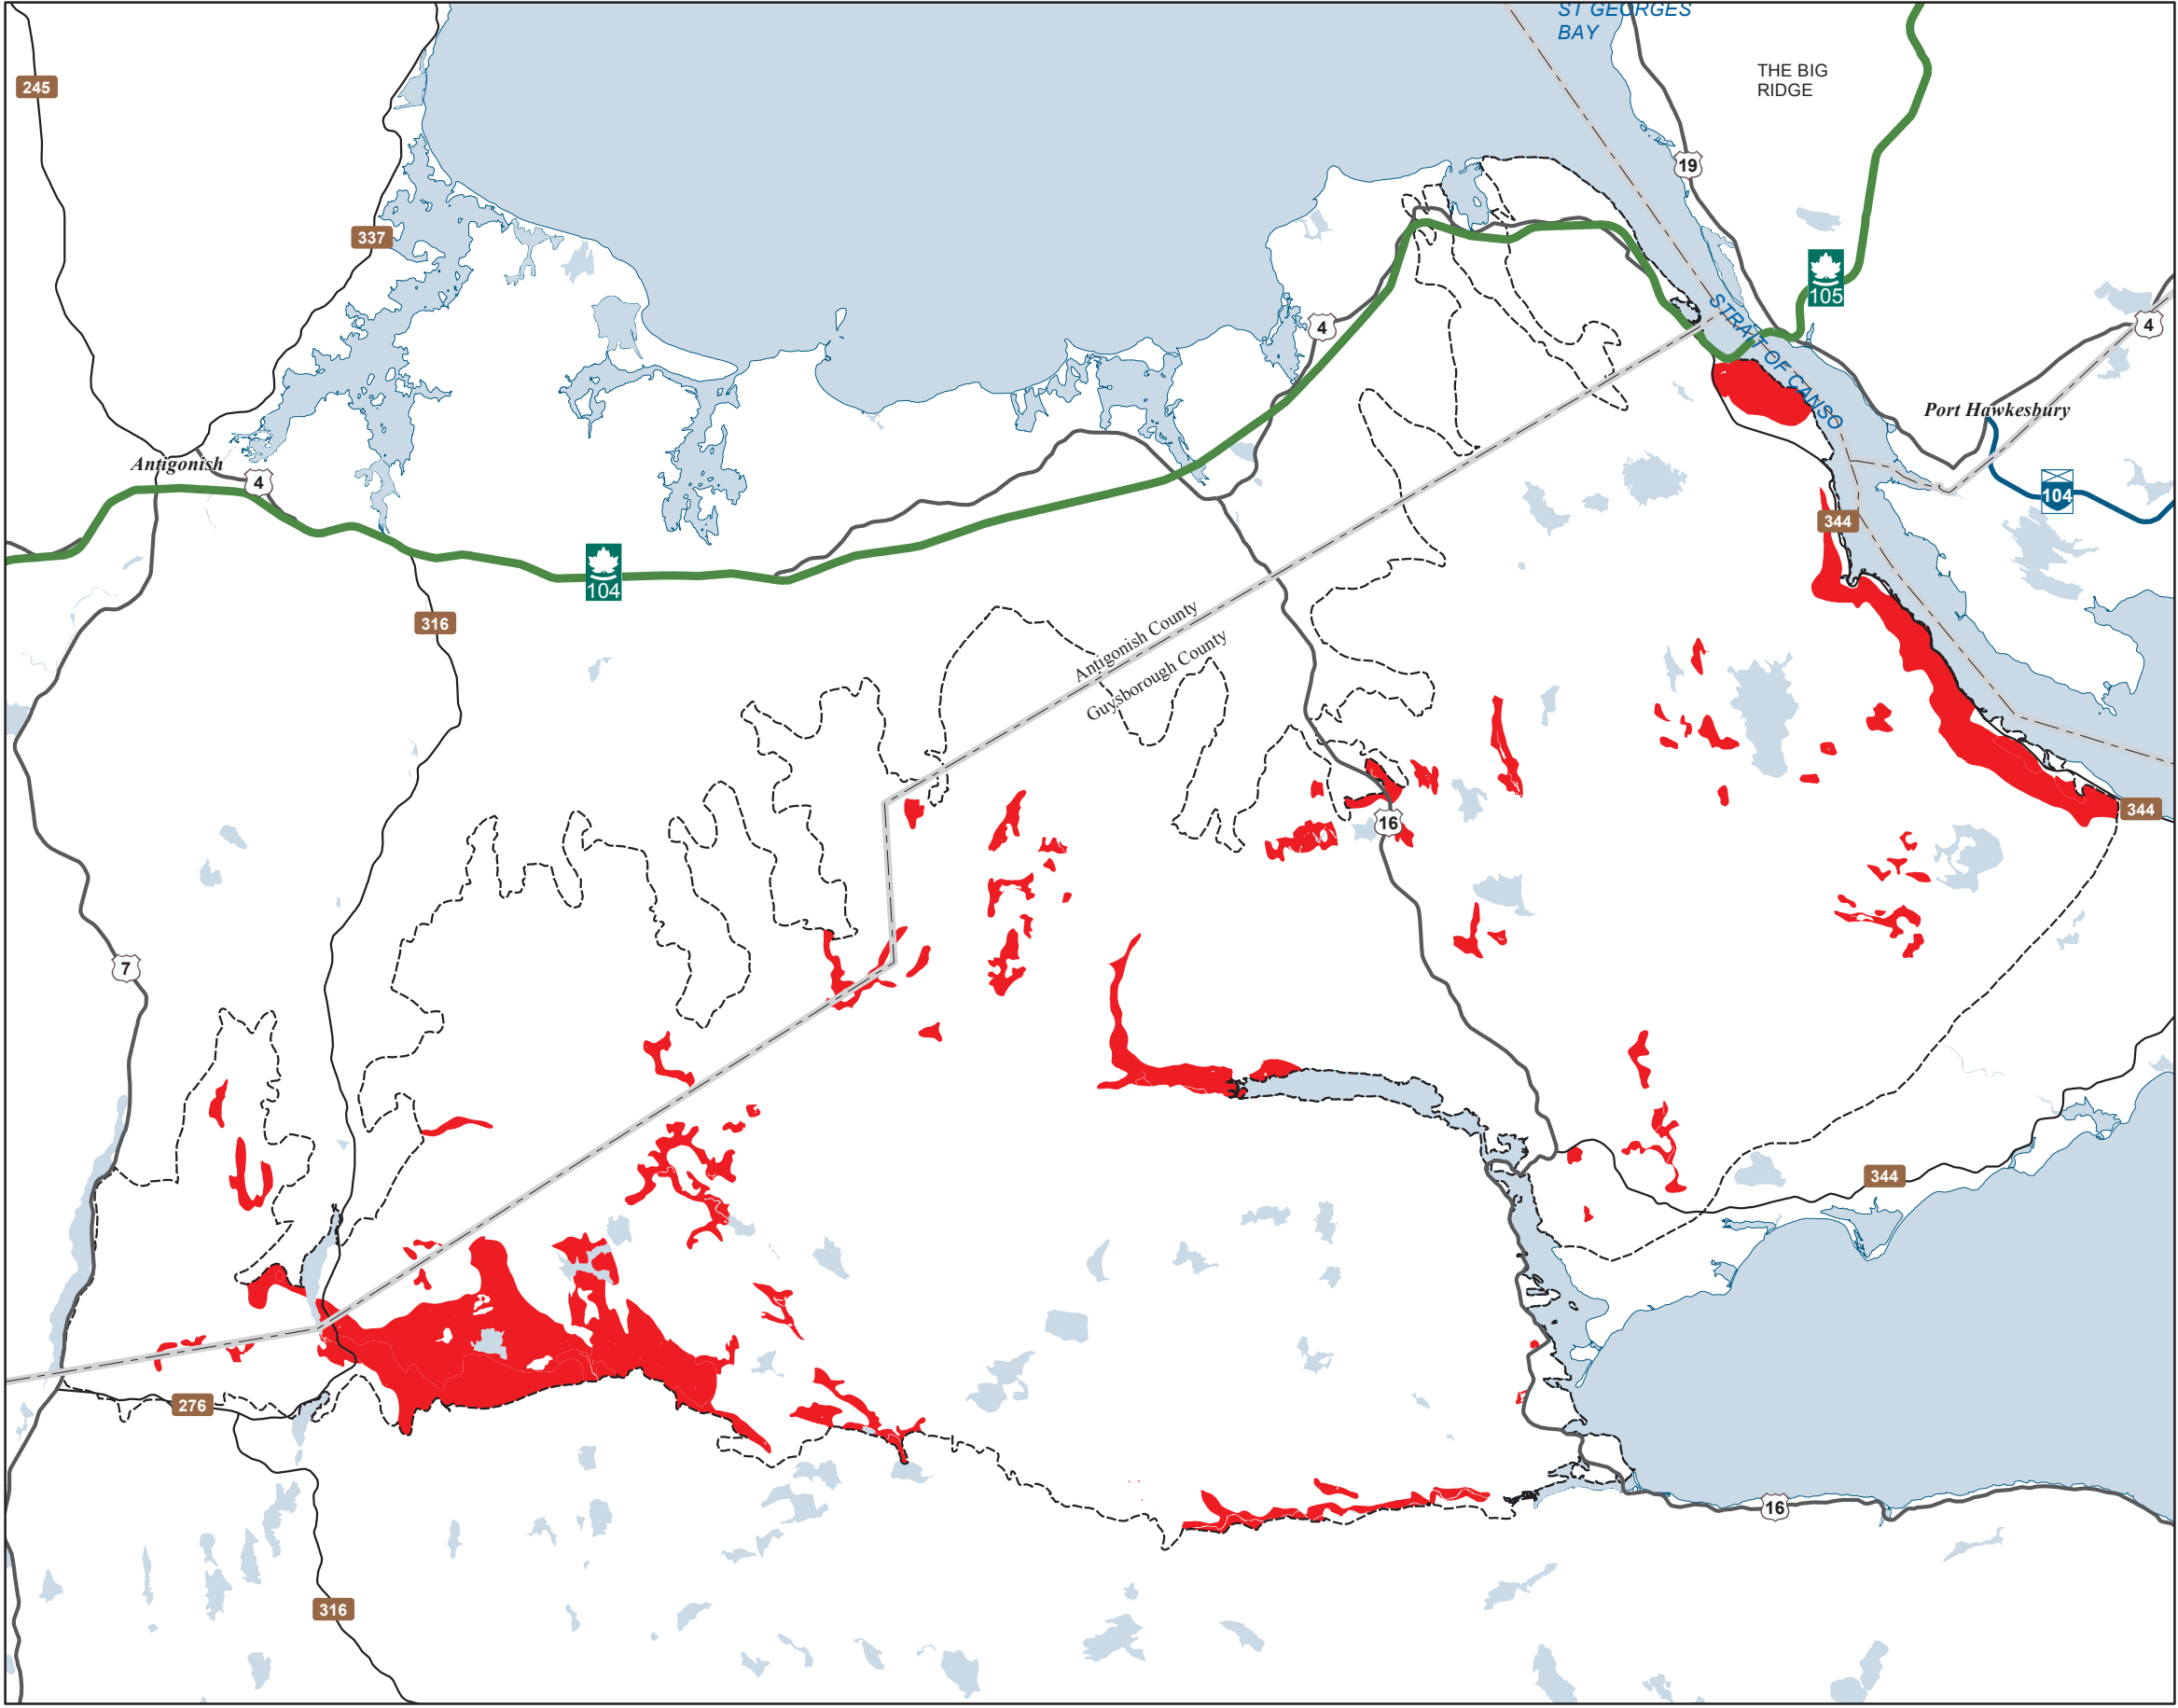 ST GEORGES
BAY
THE BIG
RIDGE
245
19
337
105
4
4
STRAIT OF CANSO
Port Hawkesbury
Antigonish
4
104
344
104
316
Antigonish County
Guysborough County
344
16
7
344
276
16
316